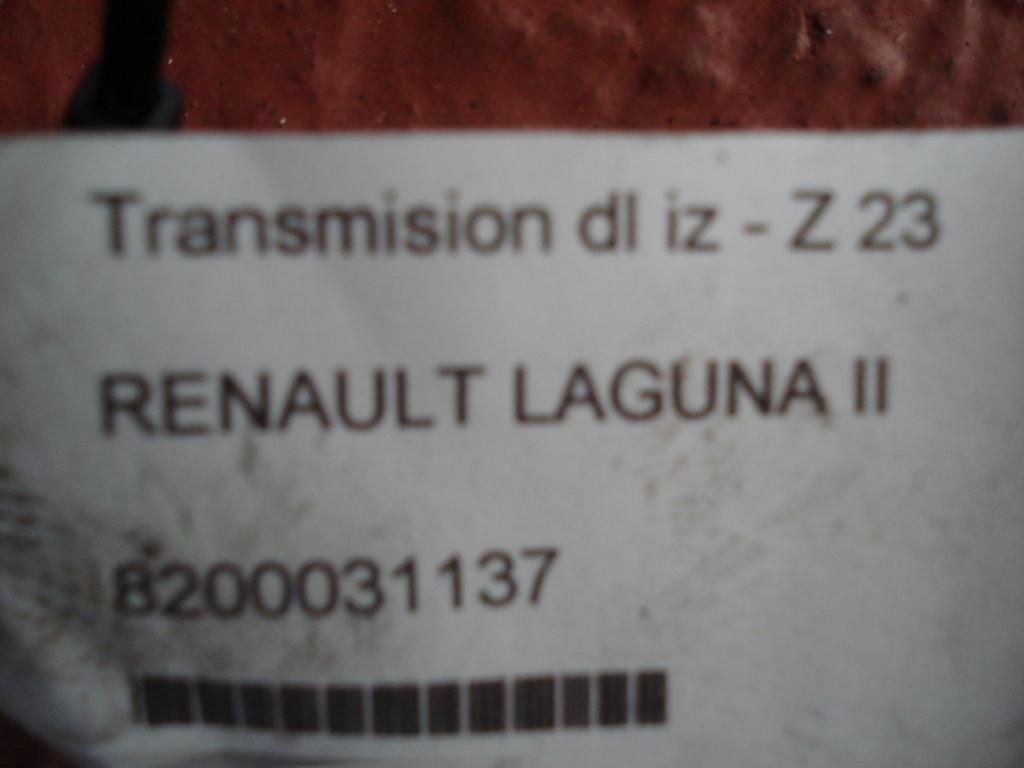 Transmision dl iz - Z 23
RENAULT LAGUNA II
8200031137